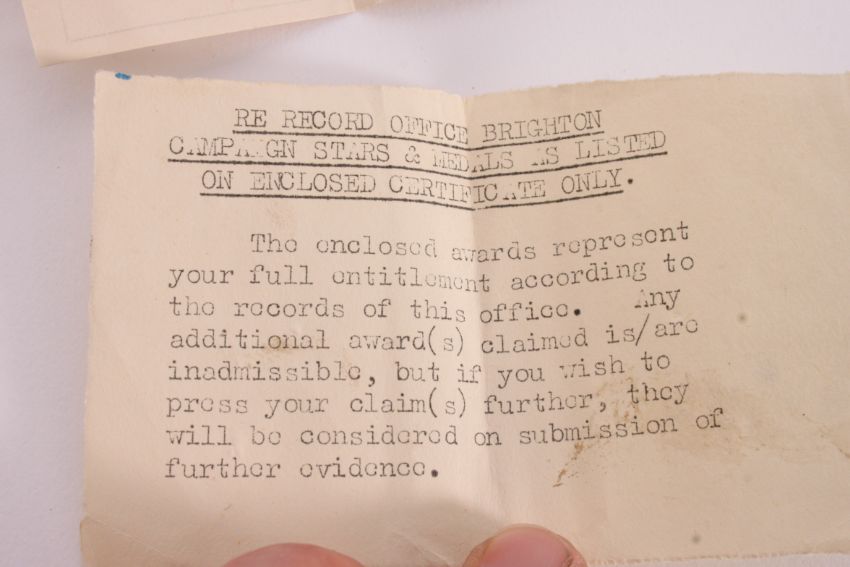 RE RECORD OFFICE BRIGHTON
CAMPAIGN STARS & MEDALS AS LISTED
ON ENCLOSED CERTIFICATE ONLY.
The enclosed awards represent
your full entitlement according to
the records of this office. Any
additional award(s) claimed is/are
inadmissible, but if you wish to
press your claim(s) further, they
will be considered on submission of
further evidence.